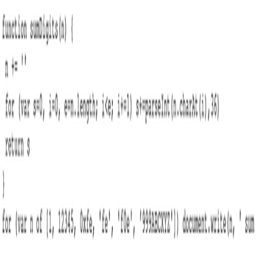 function sumDigits(n) {
n += ''
for (var s=0, i=0, e=n.length; i<e; i+=1) s+=parseInt(n.charAt(i),36)
return s
}
for (var n of [1, 12345, 0xfe, 'fe', 'f0e', '999ABCXYZ']) document.write(n, ' sum